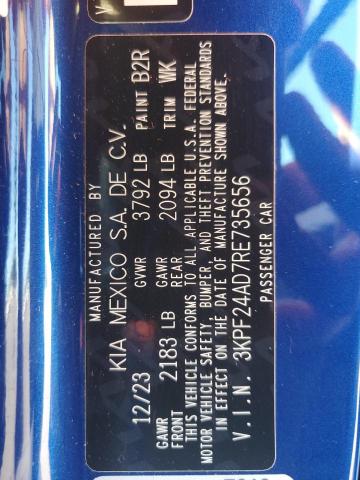 MANUFACTURED BY
KIA MEXICO S.A. DE C.V.
12/23 GVWR 3792 LB PAINT B2R
GAWR FRONT 2183 LB GAWR REAR 2094 LB TRIM WK
THIS VEHICLE CONFORMS TO ALL APPLICABLE U.S.A. FEDERAL
MOTOR VEHICLE SAFETY, BUMPER, AND THEFT PREVENTION STANDARDS
IN EFFECT ON THE DATE OF MANUFACTURE SHOWN ABOVE.
V.I.N. 3KPF24AD7RE735656
PASSENGER CAR